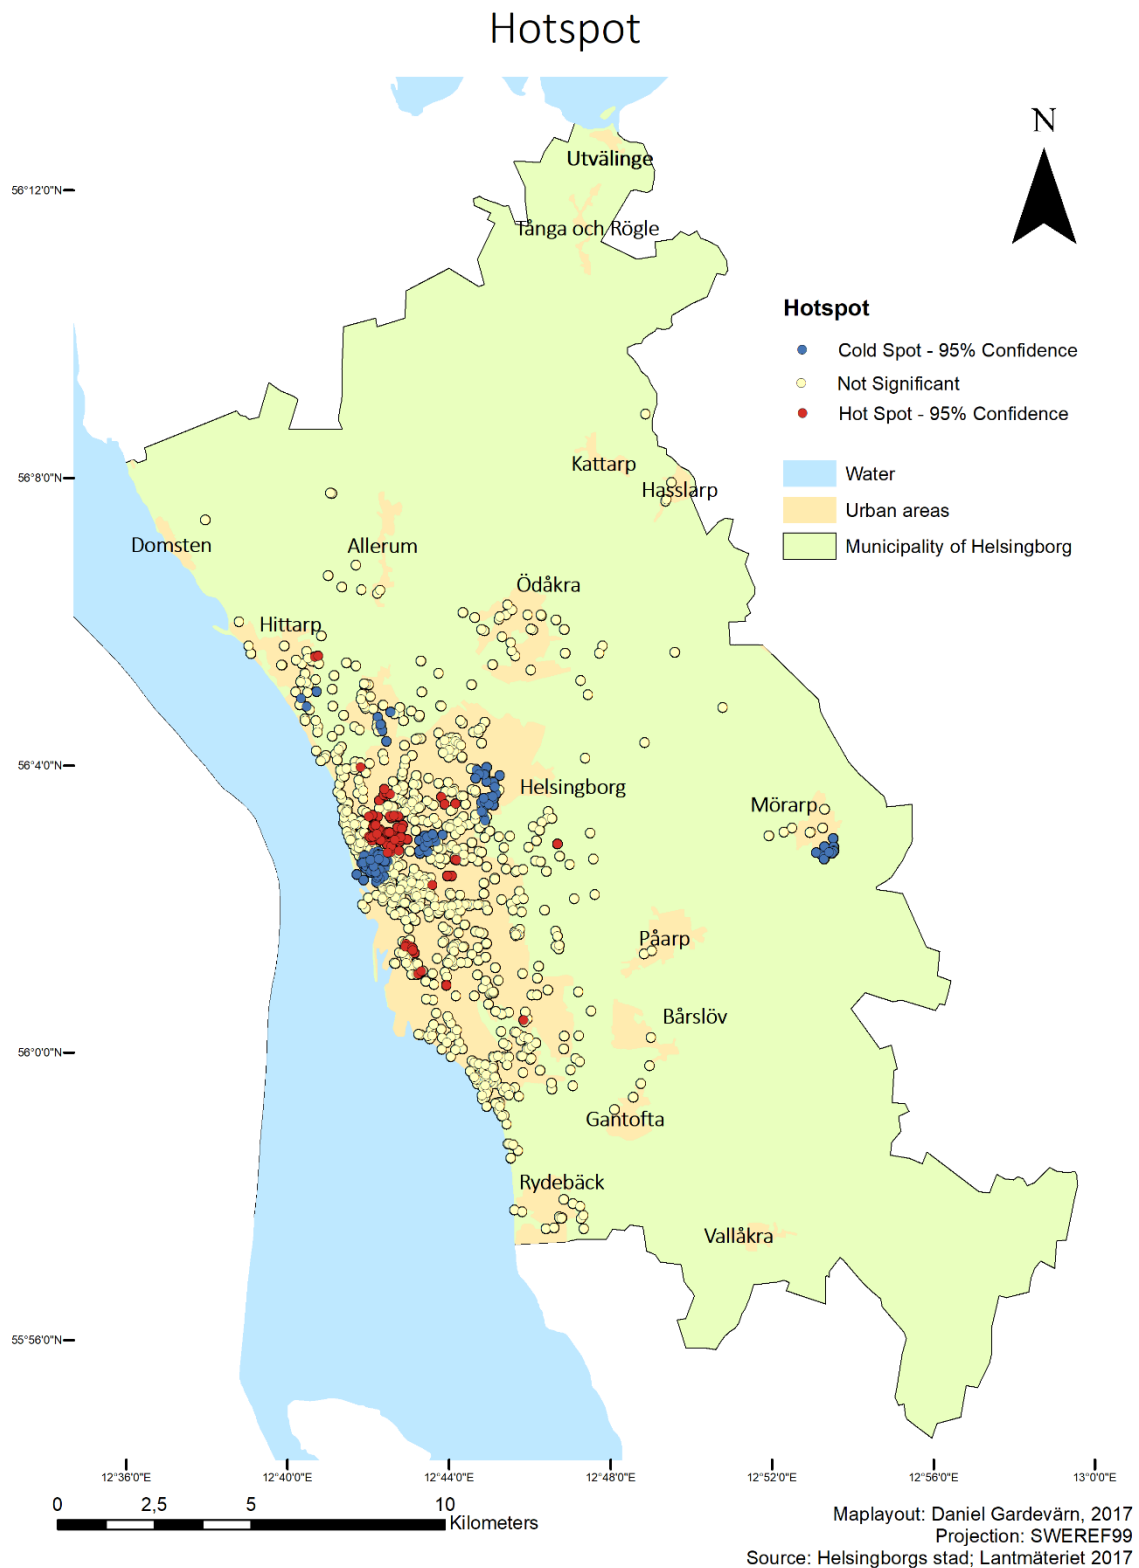 Hotspot
N
56°12'0"N
56°8'0"N
56°4'0"N
56°0'0"N
55°56'0"N
Utvälinge
Tånga och Rögle
Hotspot
Cold Spot - 95% Confidence
Not Significant
Hot Spot - 95% Confidence
Water
Urban areas
Municipality of Helsingborg
Kattarp
Hasslarp
Domsten
Allerum
Ödåkra
Hittarp
Helsingborg
Mörarp
Påarp
Bårslöv
Gantofta
Rydebäck
Vallåkra
12°36'0"E
12°40'0"E
12°44'0"E
12°48'0"E
12°52'0"E
12°56'0"E
13°0'0"E
0
2,5
5
10
Kilometers
Maplayout: Daniel Gardevärn, 2017
Projection: SWEREF99
Source: Helsingborgs stad; Lantmäteriet 2017